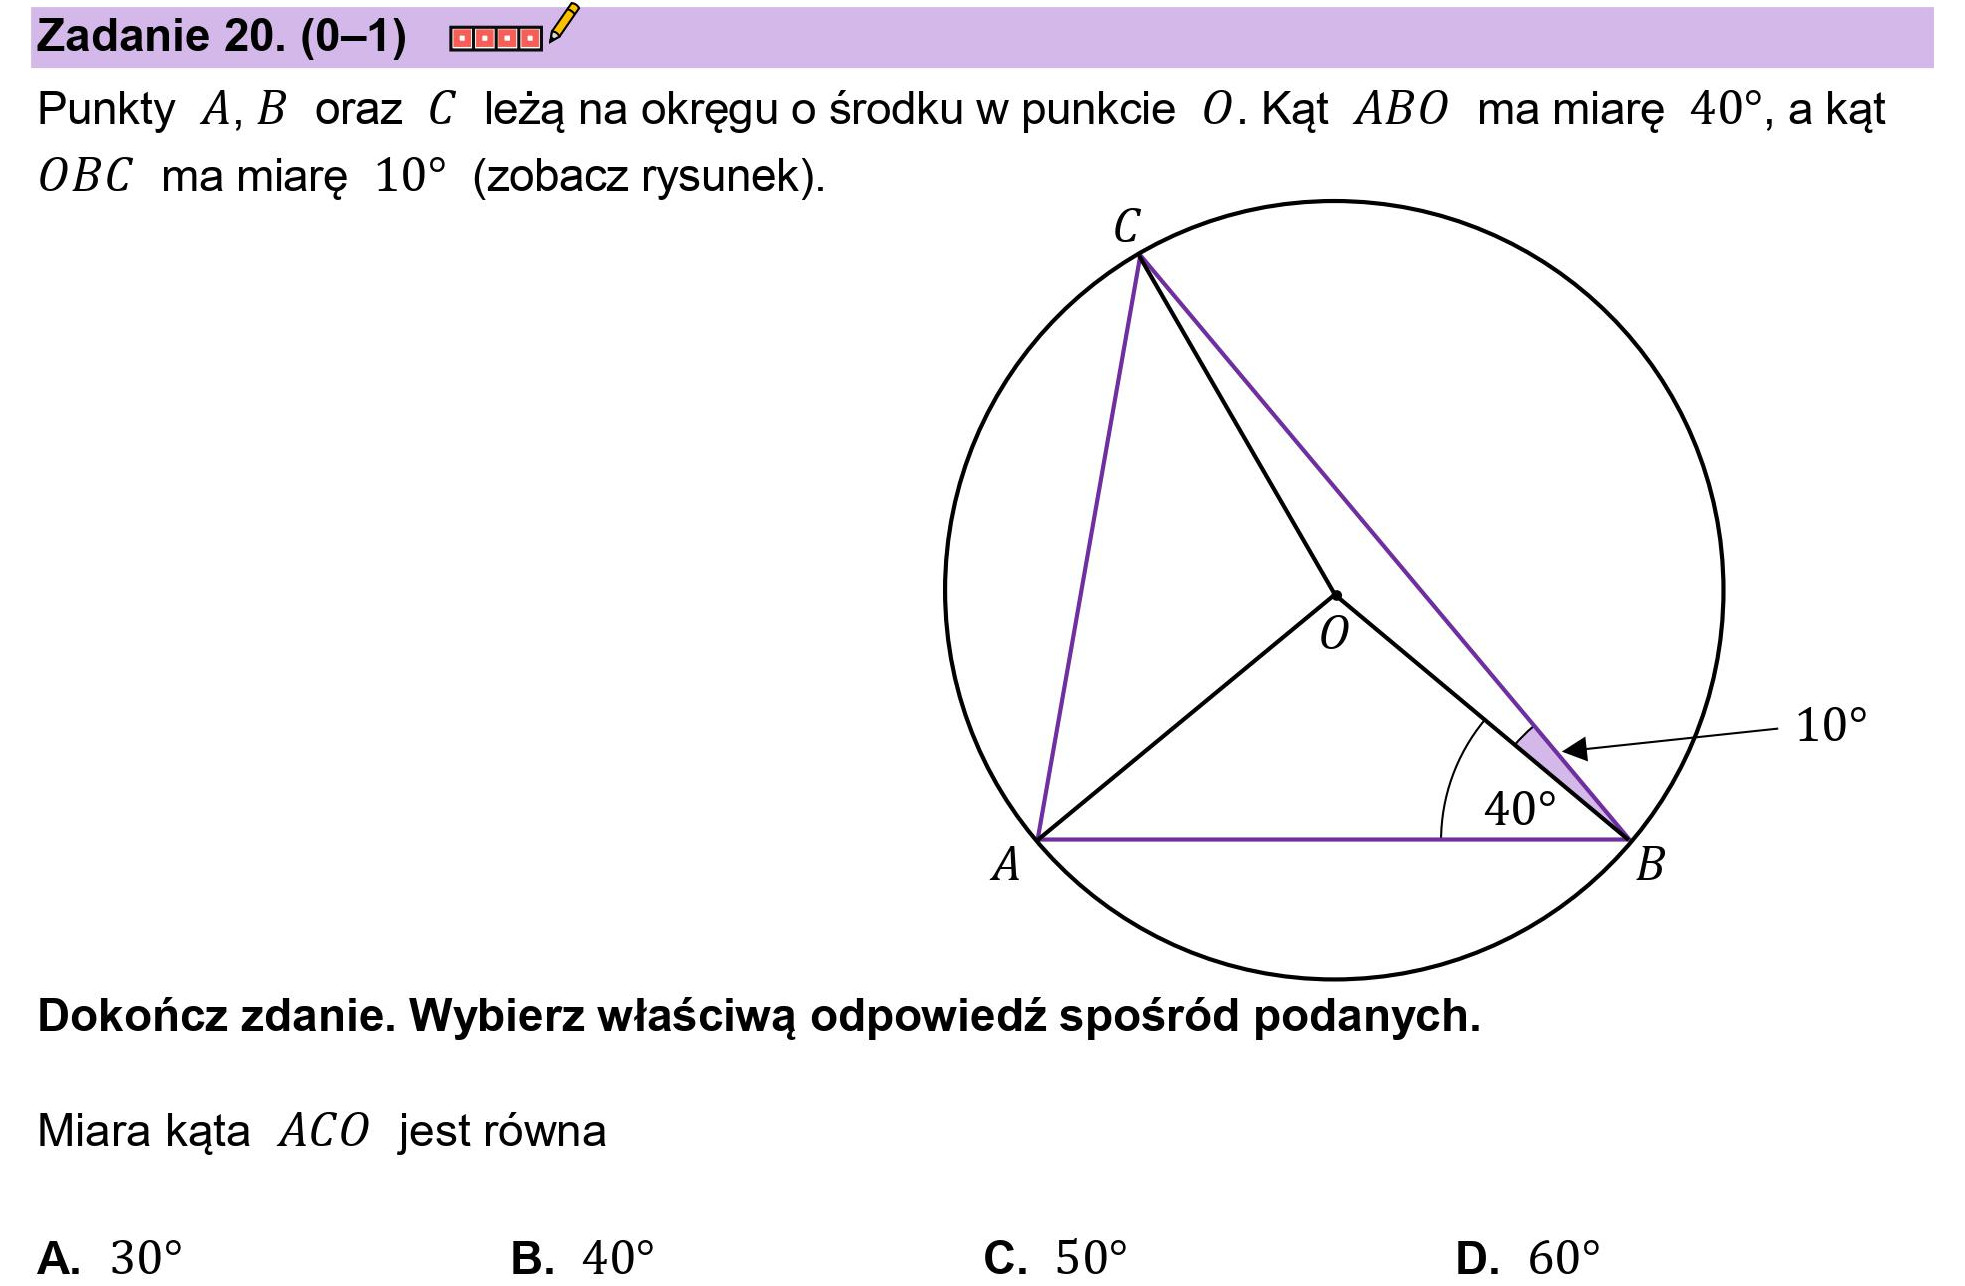 Zadanie 20. (0–1)
Punkty A, B oraz C leżą na okręgu o środku w punkcie O. Kąt ABO ma miarę 40°, a kąt
OBC ma miarę 10° (zobacz rysunek).
C
O
10°
40°
A
B
Dokończ zdanie. Wybierz właściwą odpowiedź spośród podanych.
Miara kąta ACO jest równa
A. 30° B. 40° C. 50° D. 60°